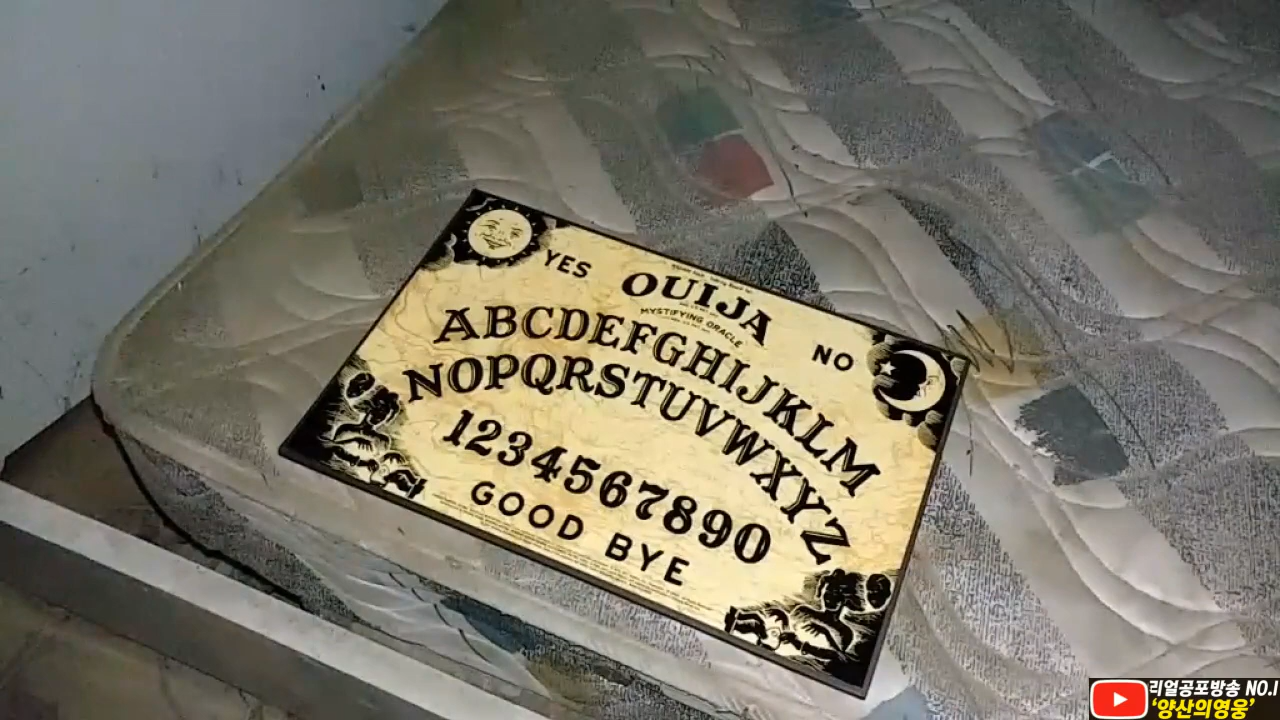 YES
OUIJA
NO
MYSTIFYING ORACLE
ABCDEFGHIJKLM
NOPQRSTUVWXYZ
1234567890
GOOD BYE
리얼공포방송 NO.1
'양산의영웅'